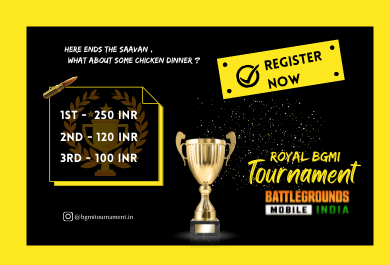 HERE ENDS THE SAAVAN ,
WHAT ABOUT SOME CHICKEN DINNER ?
REGISTER
NOW
1ST - 250 INR
2ND - 120 INR
3RD - 100 INR
ROYAL BGMI
Tournament
BATTLEGROUNDS
MOBILE INDIA
@bgmitournament.in